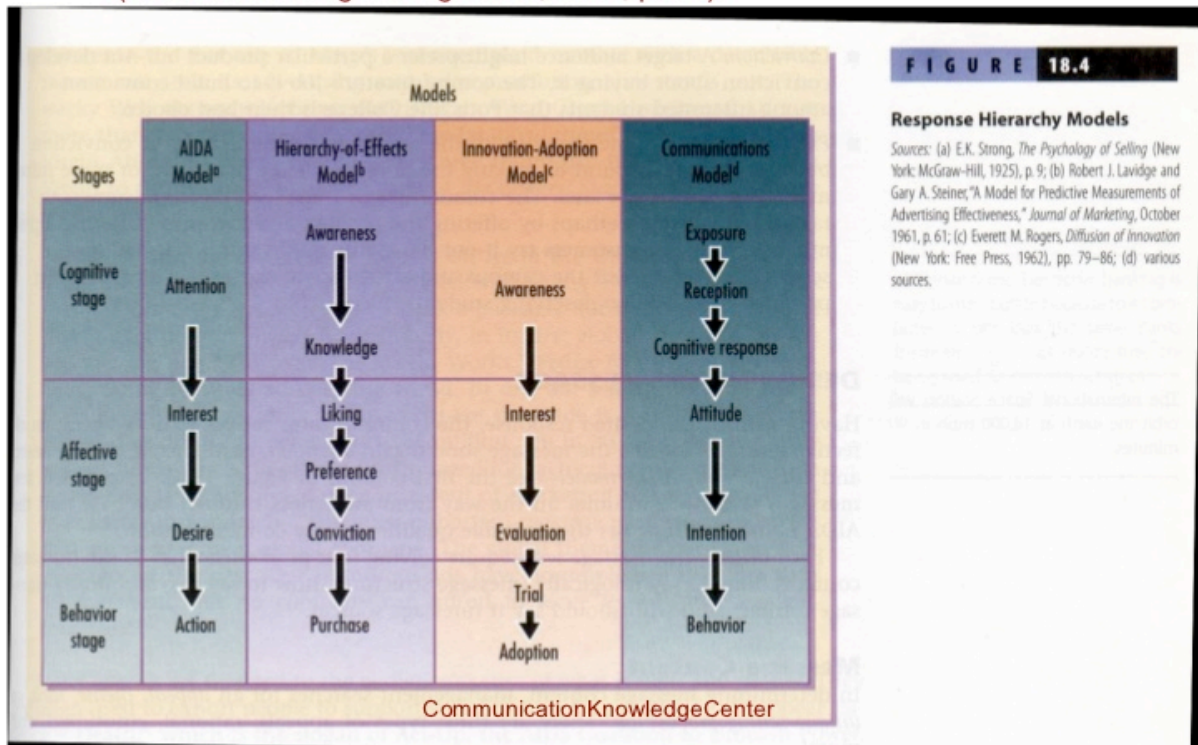 FIGURE 18.4
Response Hierarchy Models
Sources: (a) E.K. Strong, The Psychology of Selling (New
York: McGraw-Hill, 1925), p. 9; (b) Robert J. Lavidge and
Gary A. Steiner, "A Model for Predictive Measurements of
Advertising Effectiveness," Journal of Marketing, October
1961, p. 61; (c) Everett M. Rogers, Diffusion of Innovation
(New York: Free Press, 1962), pp. 79–86; (d) various
sources.
Models
Stages
AIDA
Model^a
Hierarchy-of-Effects
Model^b
Innovation-Adoption
Model^c
Communications
Model^d
Cognitive
stage
Attention
Awareness
Knowledge
Awareness
Exposure
Reception
Cognitive response
Affective
stage
Interest
Desire
Liking
Preference
Conviction
Interest
Evaluation
Attitude
Intention
Behavior
stage
Action
Purchase
Trial
Adoption
Behavior
CommunicationKnowledgeCenter